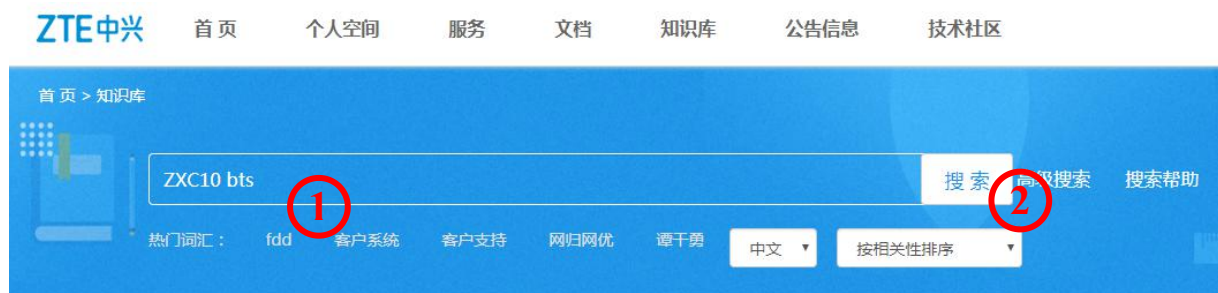 ZTE中兴 首页 个人空间 服务 文档 知识库 公告信息 技术社区
首页 > 知识库
ZXC10 bts 搜索 高级搜索 搜索帮助
1 2
热门词汇： fdd 客户系统 客户支持 网归网优 谭干勇 中文 按相关性排序